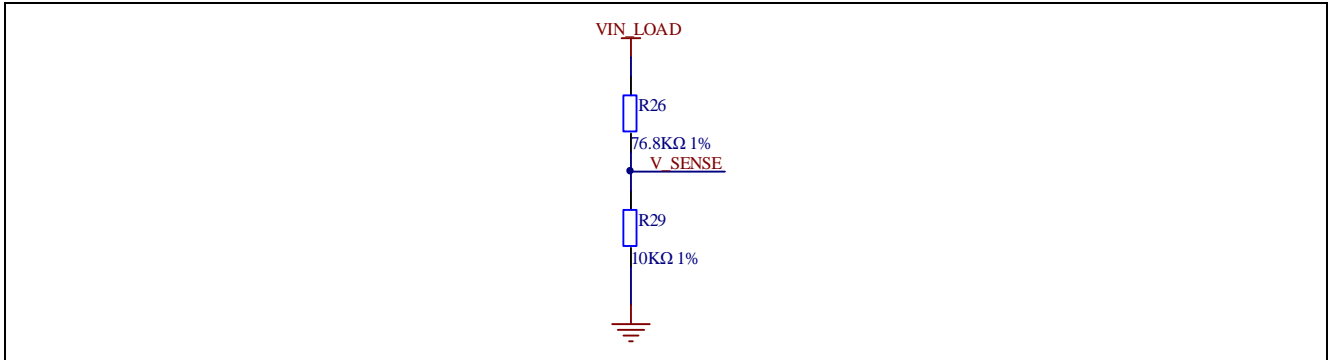 VIN_LOAD
R26
76.8KΩ 1%
V_SENSE
R29
10KΩ 1%